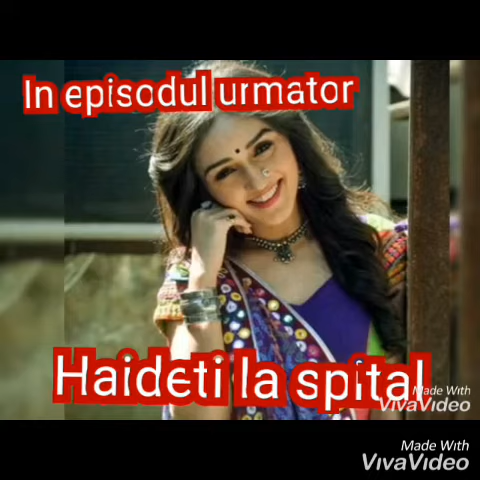 In episodul urmator
Haideti la spital
Made With
VivaVideo
Made With
VivaVideo